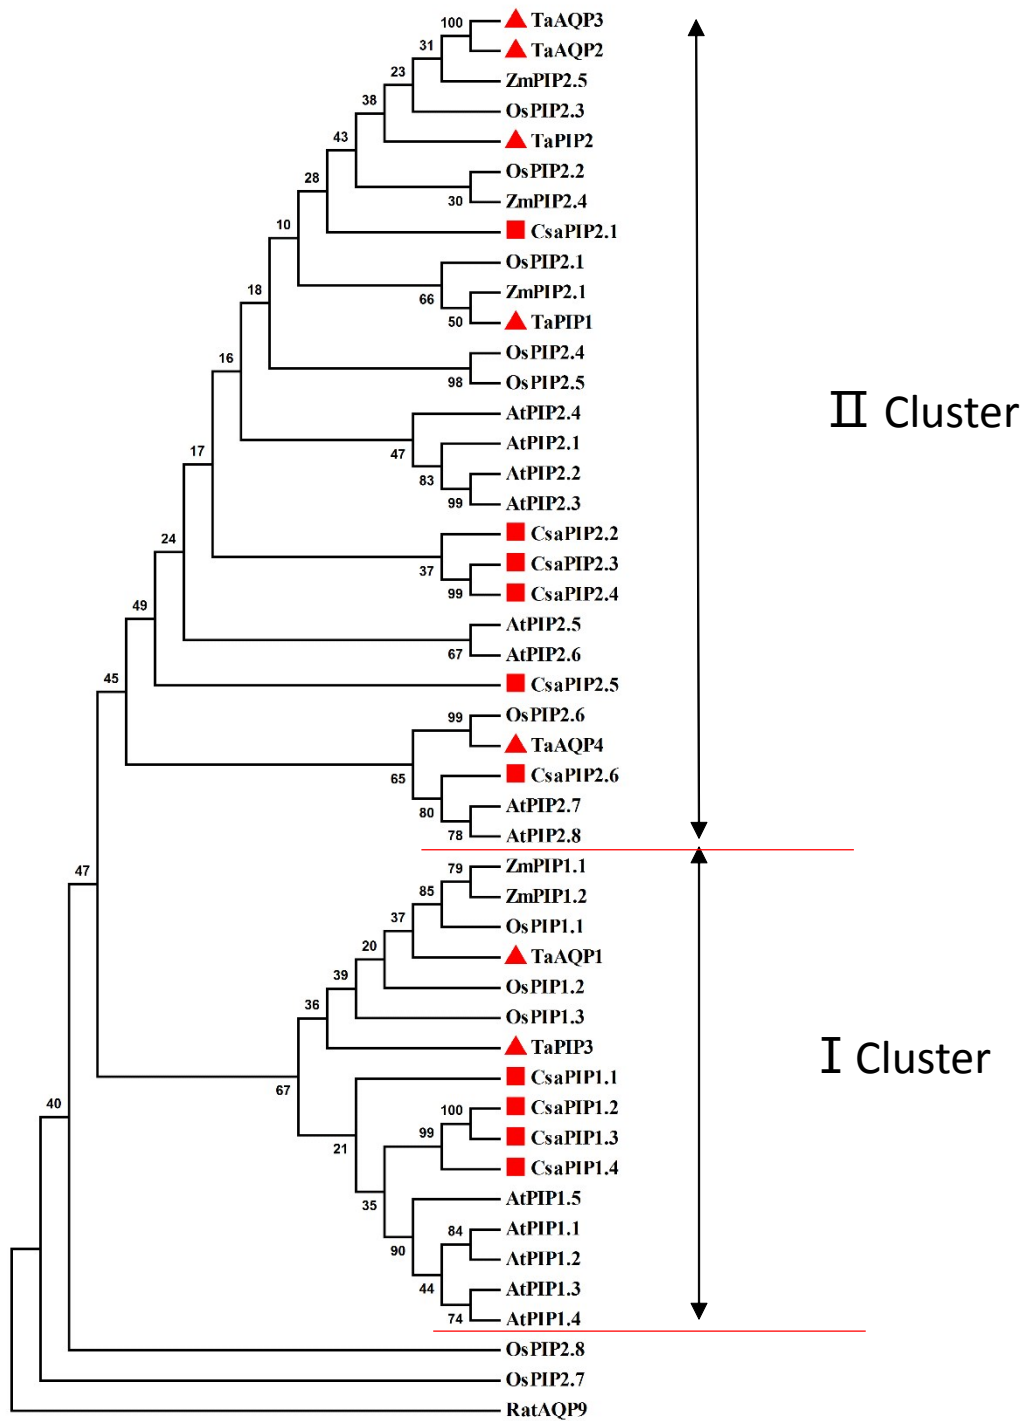 100
TaAQP3
TaAQP2
31
ZmPIP2.5
23
OsPIP2.3
38
TaPIP2
43
OsPIP2.2
ZmPIP2.4
30
28
CsaPIP2.1
10
OsPIP2.1
ZmPIP2.1
66
TaPIP1
50
18
OsPIP2.4
OsPIP2.5
98
16
II Cluster
AtPIP2.4
AtPIP2.1
47
AtPIP2.2
83
AtPIP2.3
99
17
CsaPIP2.2
CsaPIP2.3
37
CsaPIP2.4
99
24
AtPIP2.5
AtPIP2.6
67
49
CsaPIP2.5
45
OsPIP2.6
99
TaAQP4
65
CsaPIP2.6
AtPIP2.7
80
AtPIP2.8
78
ZmPIP1.1
79
47
ZmPIP1.2
85
OsPIP1.1
37
TaAQP1
20
OsPIP1.2
39
OsPIP1.3
36
TaPIP3
I Cluster
CsaPIP1.1
67
CsaPIP1.2
100
40
CsaPIP1.3
99
21
CsaPIP1.4
AtPIP1.5
35
AtPIP1.1
84
90
AtPIP1.2
AtPIP1.3
44
AtPIP1.4
74
OsPIP2.8
OsPIP2.7
RatAQP9